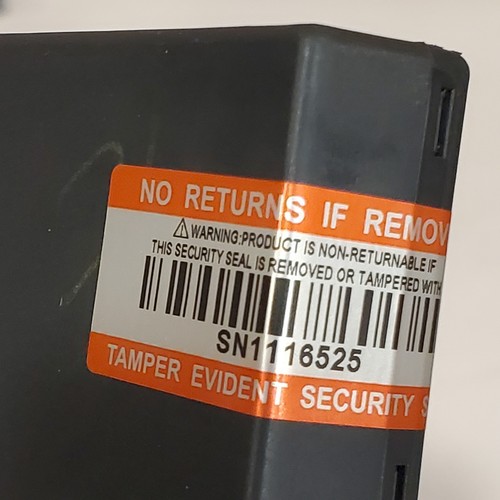 NO RETURNS IF REMOV
⚠ WARNING:PRODUCT IS NON-RETURNABLE IF
THIS SECURITY SEAL IS REMOVED OR TAMPERED WITH
SN1116525
TAMPER EVIDENT SECURITY S